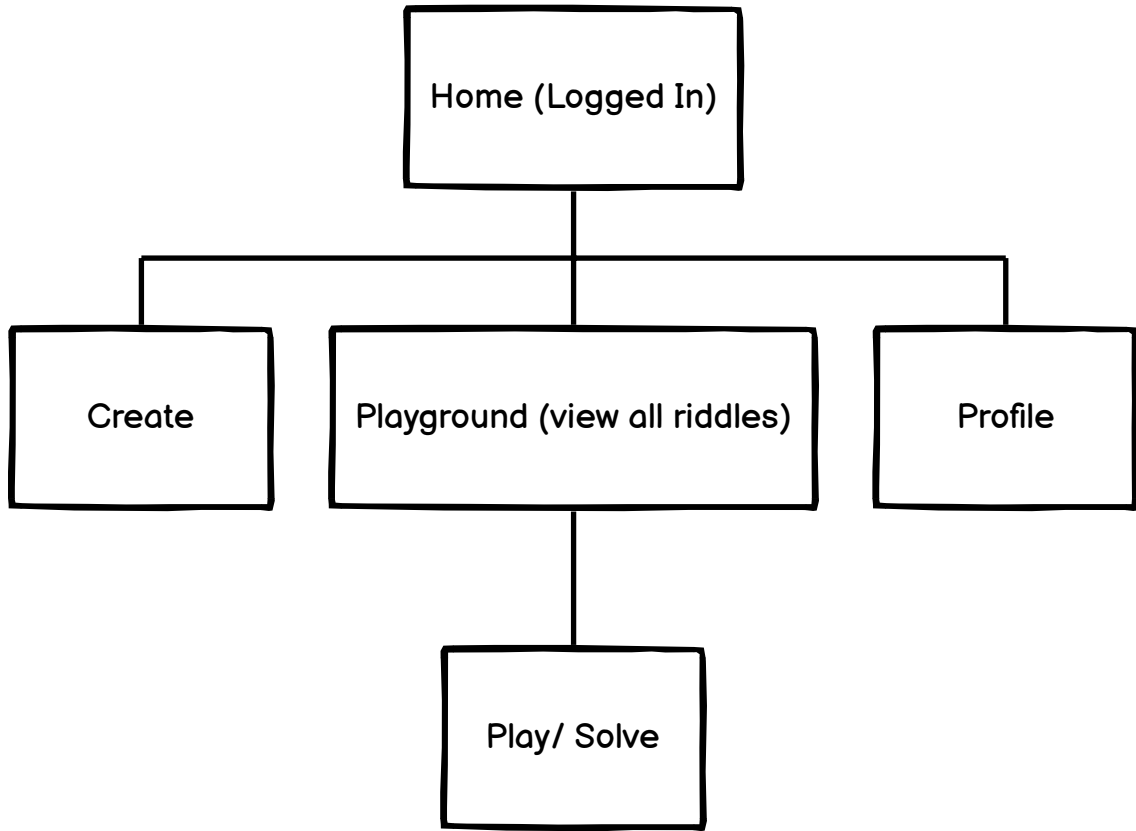 Home (Logged In)
Create
Playground (view all riddles)
Profile
Play/ Solve